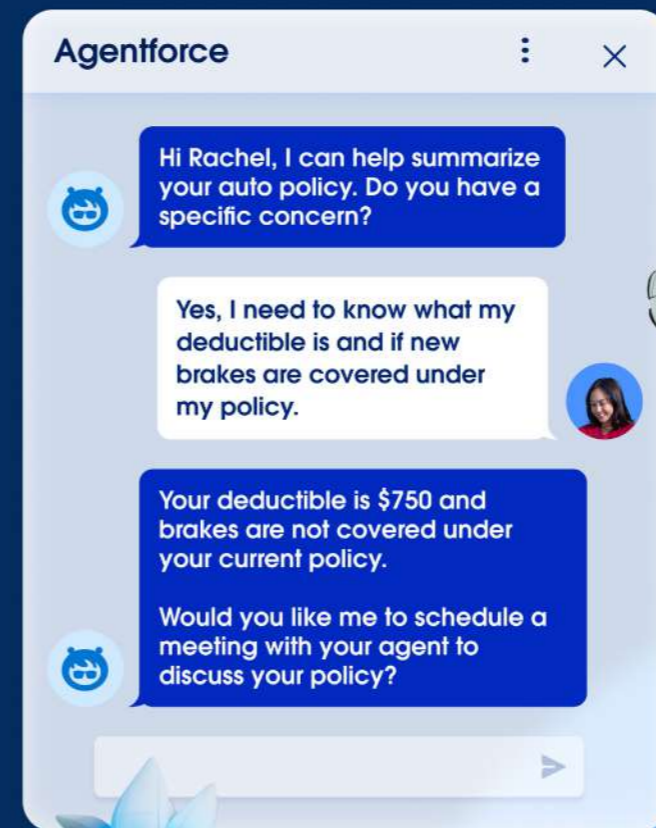 Agentforce
Hi Rachel, I can help summarize
your auto policy. Do you have a
specific concern?
Yes, I need to know what my
deductible is and if new
brakes are covered under
my policy.
Your deductible is $750 and
brakes are not covered under
your current policy.
Would you like me to schedule a
meeting with your agent to
discuss your policy?